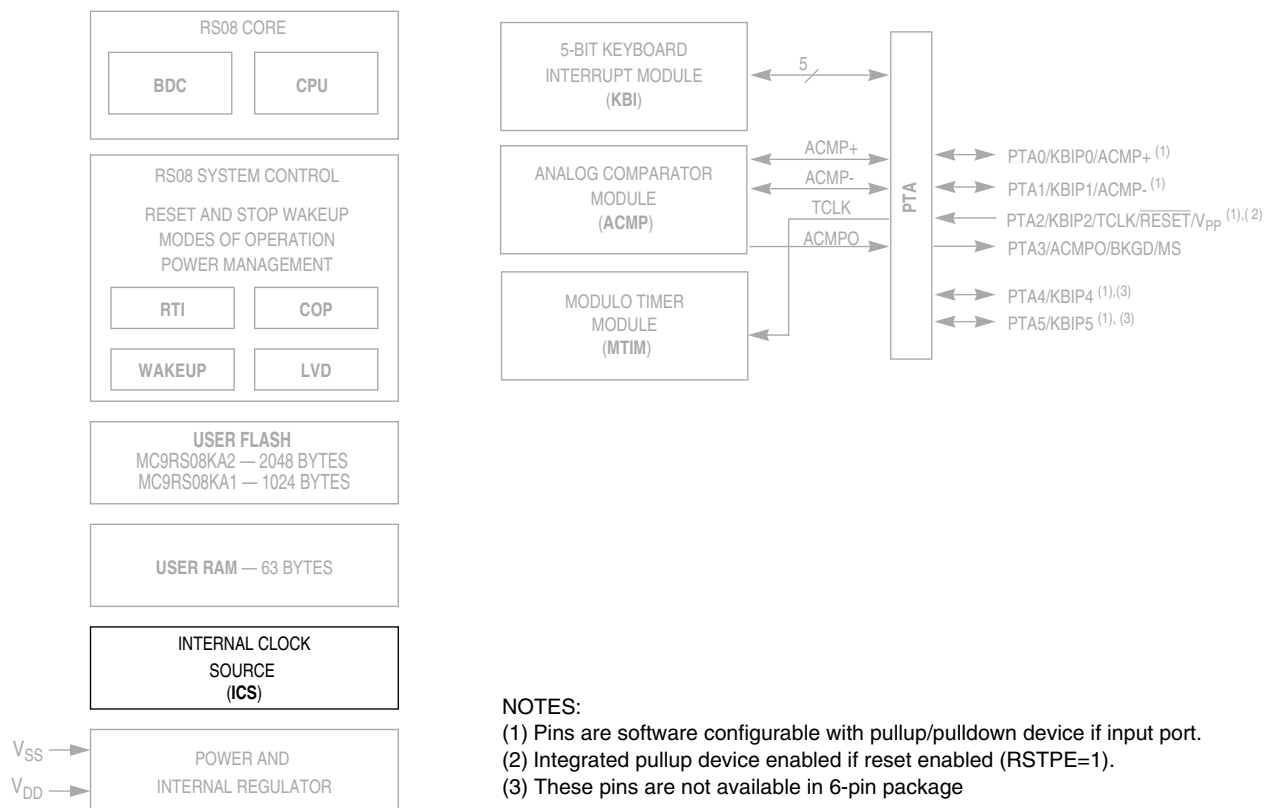 RS08 CORE
BDC
CPU
RS08 SYSTEM CONTROL
RESET AND STOP WAKEUP
MODES OF OPERATION
POWER MANAGEMENT
RTI
COP
WAKEUP
LVD
USER FLASH
MC9RS08KA2 — 2048 BYTES
MC9RS08KA1 — 1024 BYTES
USER RAM — 63 BYTES
INTERNAL CLOCK
SOURCE
(ICS)
VSS
VDD
POWER AND
INTERNAL REGULATOR
5-BIT KEYBOARD
INTERRUPT MODULE
(KBI)
5
ANALOG COMPARATOR
MODULE
(ACMP)
ACMP+
ACMP-
TCLK
ACMPO
MODULO TIMER
MODULE
(MTIM)
PTA
PTA0/KBIP0/ACMP+ (1)
PTA1/KBIP1/ACMP- (1)
PTA2/KBIP2/TCLK/RESET/VPP (1),( 2)
PTA3/ACMPO/BKGD/MS
PTA4/KBIP4 (1),(3)
PTA5/KBIP5 (1), (3)
NOTES:
(1) Pins are software configurable with pullup/pulldown device if input port.
(2) Integrated pullup device enabled if reset enabled (RSTPE=1).
(3) These pins are not available in 6-pin package